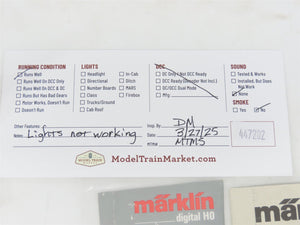 RUNNING CONDITION LIGHTS DCC SOUND
Runs Well Headlight In-Cab DC Only / Not DCC Ready Tested & Works
Runs Well on DCC Only Directional Ditch DCC Ready (Decoder Not Incl.) Installed, But Does
Runs Well on DC & DCC Number Boards MARS DC/DCC Dual Mode Not Work
Runs But Has Bad Gears Class Firebox Mfg None
Motor Works, Doesn't Run Trucks/Ground SMOKE
Doesn't Run Cab Roof Yes No
Other Features: Insp. By: DM
Notes: Lights not working Date: 3/27/25
Mfg: MTMS
447202
MODEL TRAIN MARKET
ModelTrainMarket.com
märklin
digital H0
märk